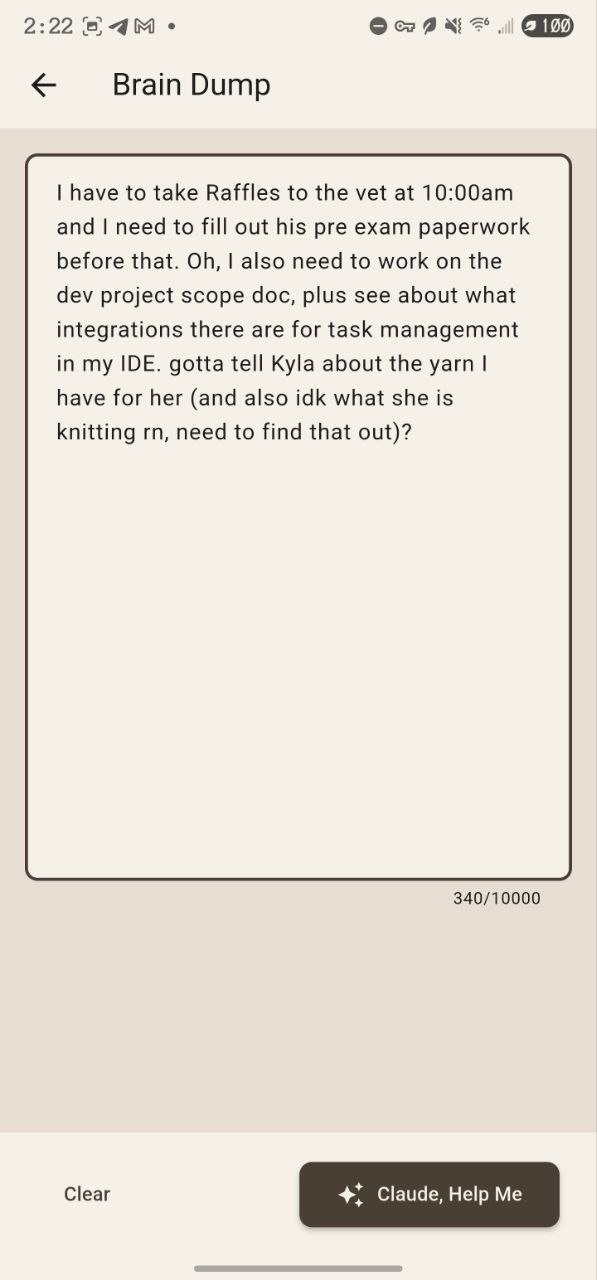 2:22
100
Brain Dump
I have to take Raffles to the vet at 10:00am
and I need to fill out his pre exam paperwork
before that. Oh, I also need to work on the
dev project scope doc, plus see about what
integrations there are for task management
in my IDE. gotta tell Kyla about the yarn I
have for her (and also idk what she is
knitting rn, need to find that out)?
340/10000
Clear
Claude, Help Me